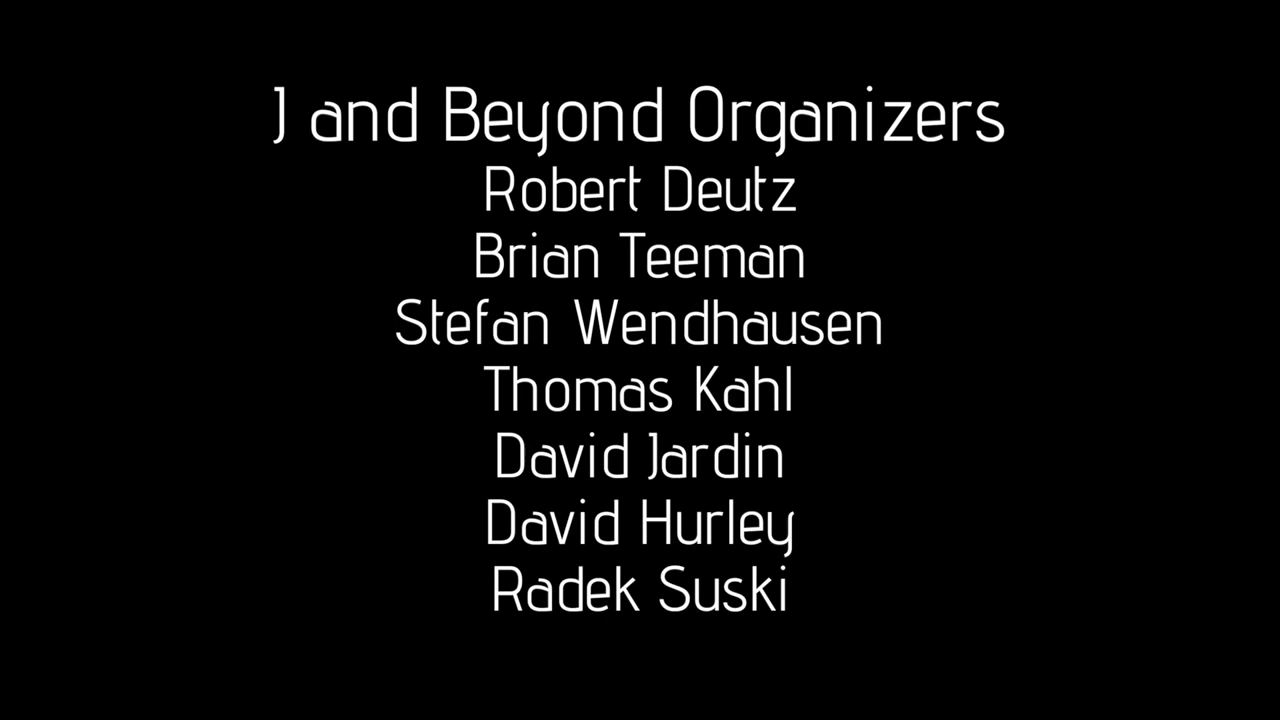 J and Beyond Organizers
Robert Deutz
Brian Teeman
Stefan Wendhausen
Thomas Kahl
David Jardin
David Hurley
Radek Suski